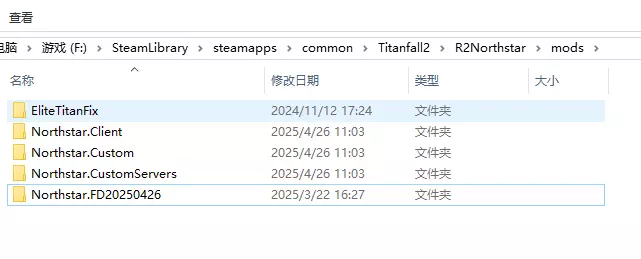 查看
电脑 > 游戏 (F:) > SteamLibrary > steamapps > common > Titanfall2 > R2Northstar > mods >
名称 修改日期 类型 大小
EliteTitanFix 2024/11/12 17:24 文件夹
Northstar.Client 2025/4/26 11:03 文件夹
Northstar.Custom 2025/4/26 11:03 文件夹
Northstar.CustomServers 2025/4/26 11:03 文件夹
Northstar.FD20250426 2025/3/22 16:27 文件夹